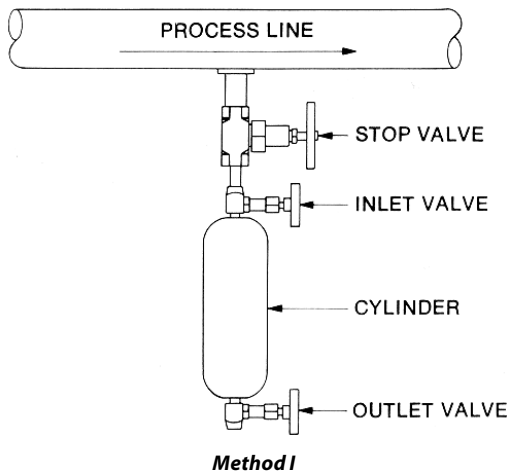 PROCESS LINE
STOP VALVE
INLET VALVE
CYLINDER
OUTLET VALVE
Method I